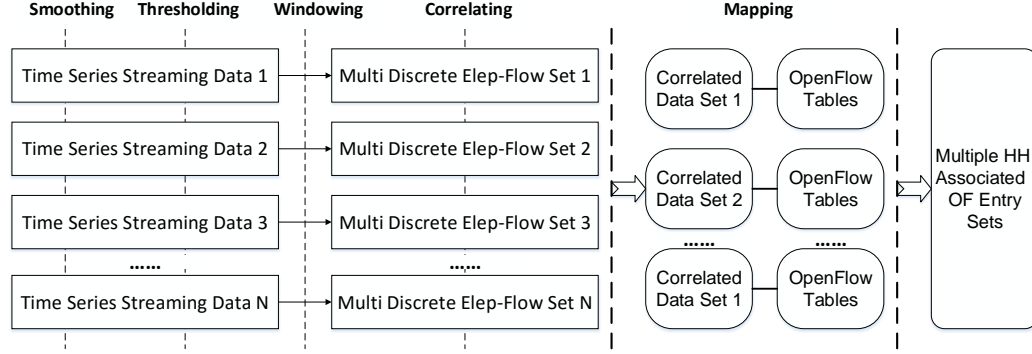 Smoothing Thresholding Windowing Correlating Mapping
Time Series Streaming Data 1
Multi Discrete Elep-Flow Set 1
Correlated
Data Set 1
OpenFlow
Tables
Time Series Streaming Data 2
Multi Discrete Elep-Flow Set 2
Correlated
Data Set 2
OpenFlow
Tables
Time Series Streaming Data 3
Multi Discrete Elep-Flow Set 3
......
......
......
......
Time Series Streaming Data N
Multi Discrete Elep-Flow Set N
Correlated
Data Set 1
OpenFlow
Tables
Multiple HH
Associated
OF Entry
Sets